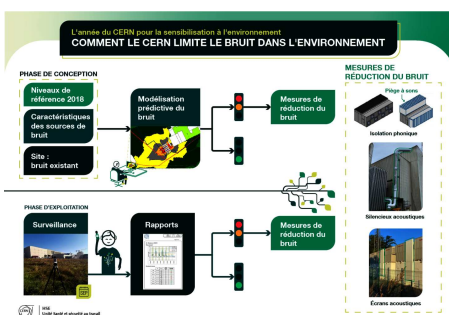 L'année du CERN pour la sensibilisation à l'environnement
COMMENT LE CERN LIMITE LE BRUIT DANS L'ENVIRONNEMENT
PHASE DE CONCEPTION
Niveaux de
référence 2018
Caractéristiques
des sources de
bruit
Site :
bruit existant
Modélisation
prédictive du
bruit
Mesures de
réduction du
bruit
MESURES DE
RÉDUCTION DU BRUIT
Piège à sons
Isolation phonique
Silencieux acoustiques
Écrans acoustiques
PHASE D'EXPLOITATION
Surveillance
Rapports
Mesures de
réduction du
bruit
CERN
HSE
Unité Santé et sécurité au travail